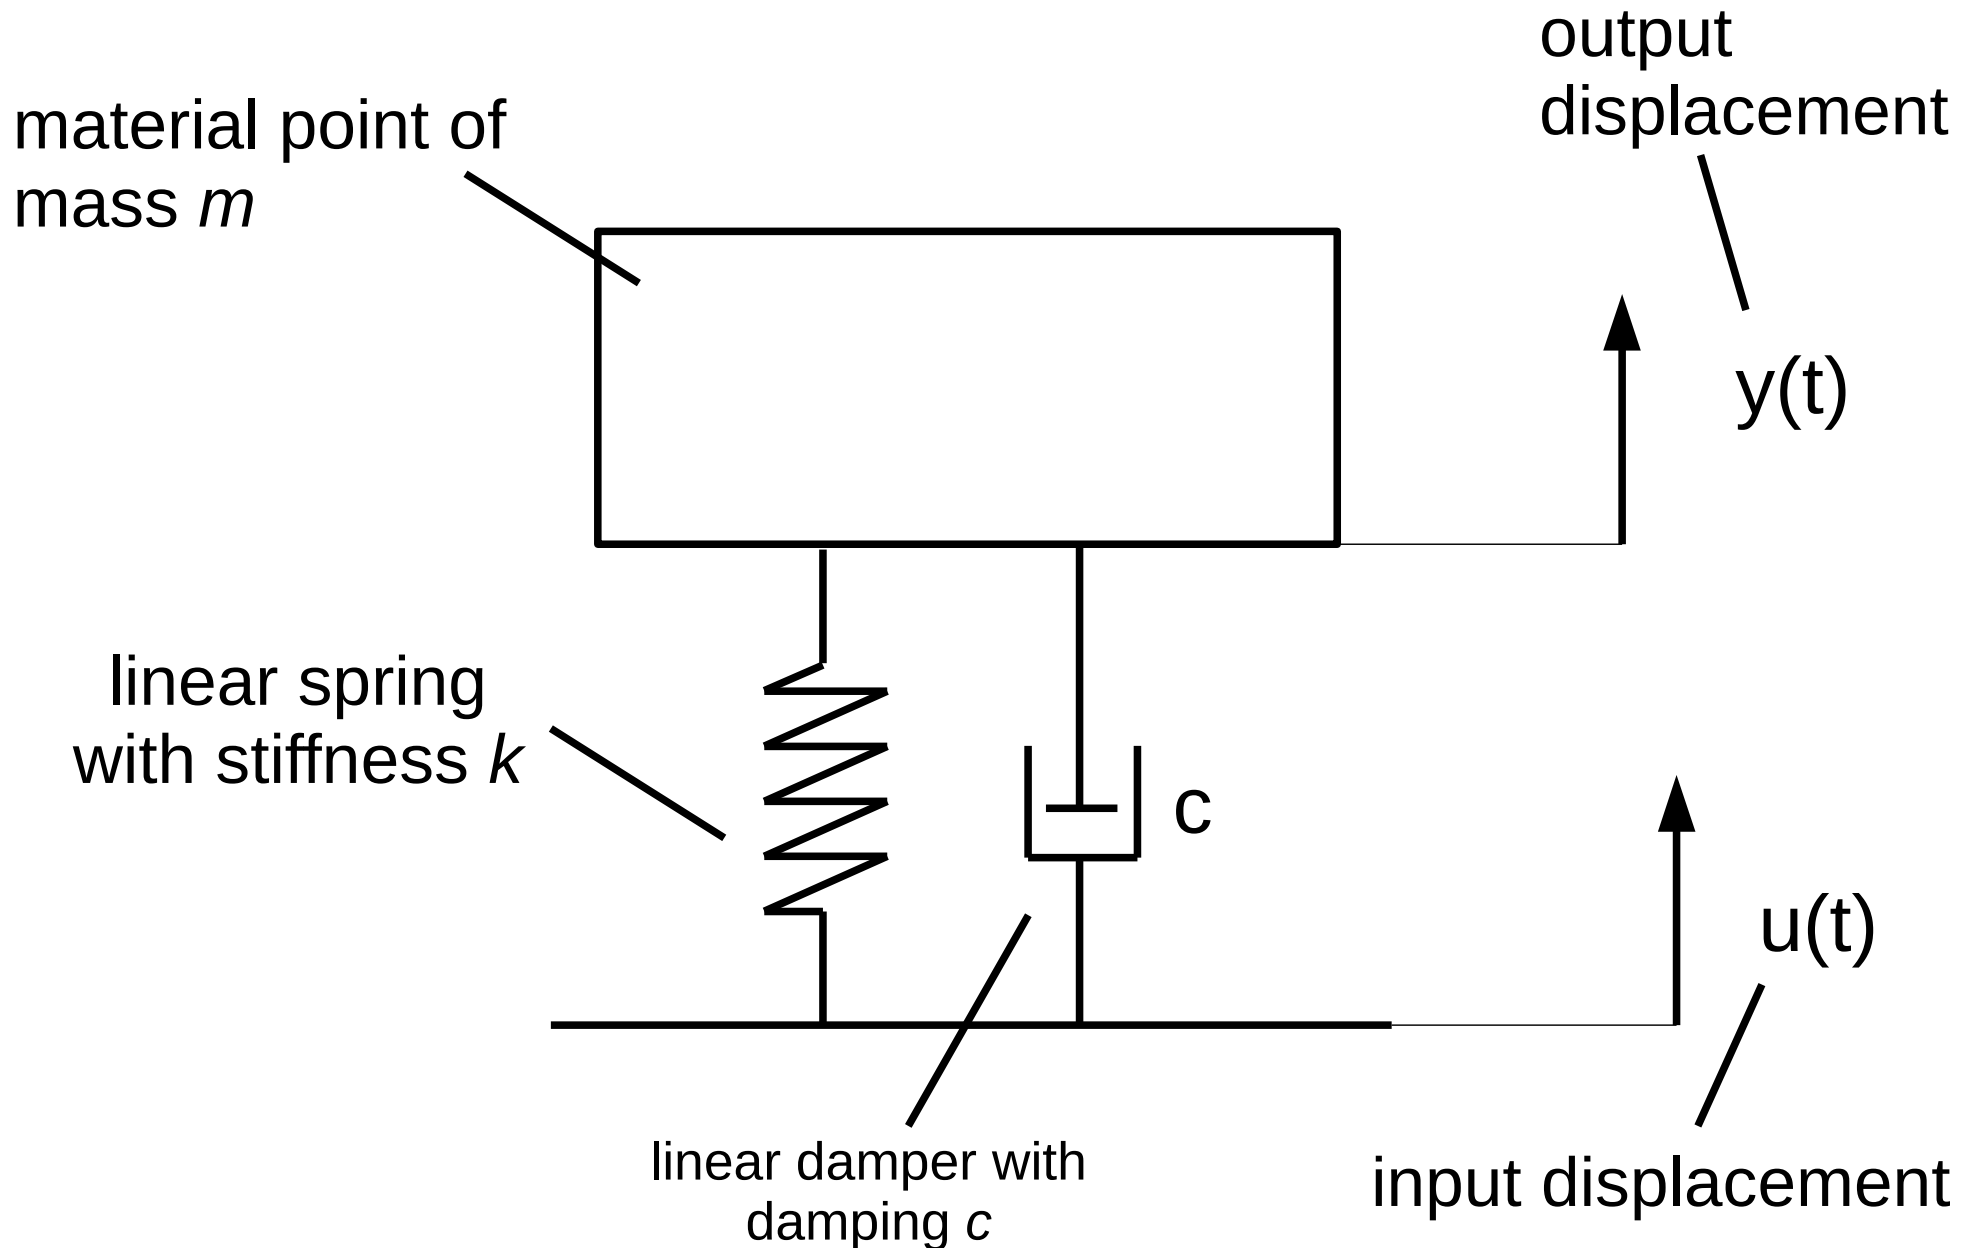 output
displacement
material point of
mass m
y(t)
linear spring
with stiffness k
c
u(t)
linear damper with
damping c
input displacement